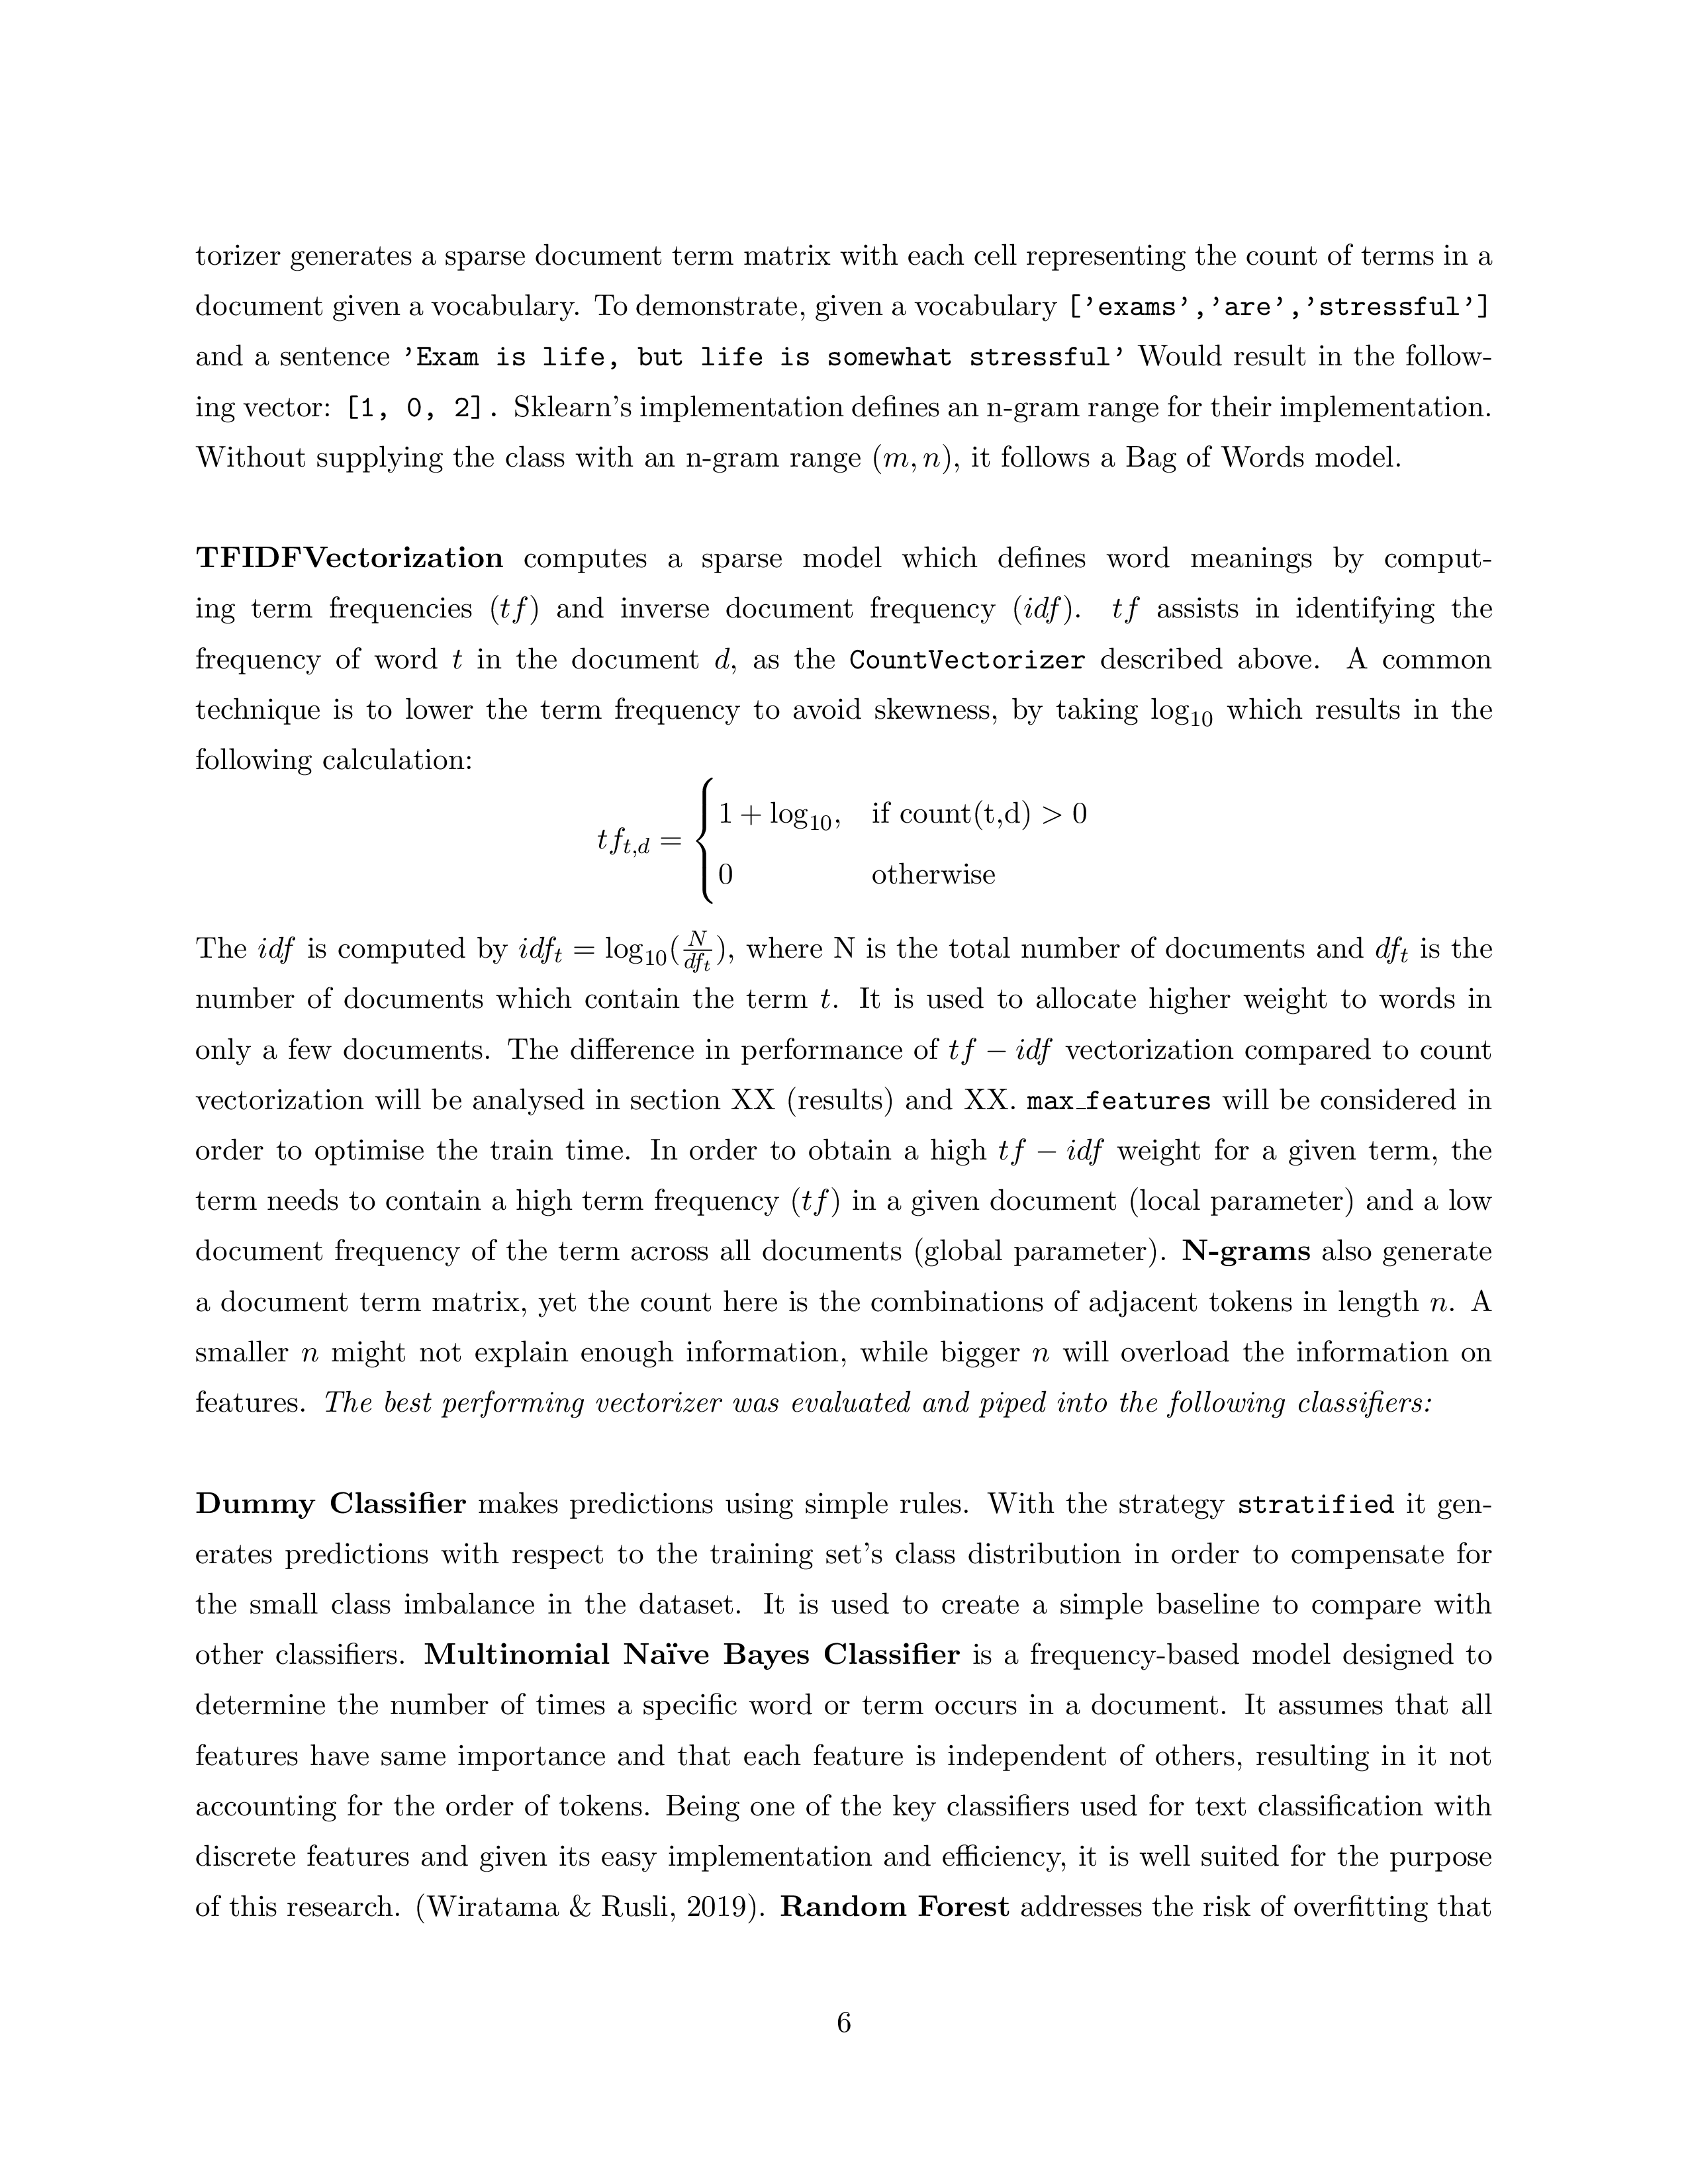 torizer generates a sparse document term matrix with each cell representing the count of terms in a
document given a vocabulary. To demonstrate, given a vocabulary [’exams’,’are’,’stressful’]
and a sentence ’Exam is life, but life is somewhat stressful’ Would result in the follow-
ing vector: [1, 0, 2]. Sklearn’s implementation defines an n-gram range for their implementation.
Without supplying the class with an n-gram range (m, n), it follows a Bag of Words model.
TFIDFVectorization computes a sparse model which defines word meanings by comput-
ing term frequencies (tf) and inverse document frequency (idf). tf assists in identifying the
frequency of word t in the document d, as the CountVectorizer described above. A common
technique is to lower the term frequency to avoid skewness, by taking log₁₀ which results in the
following calculation:
tf_{t,d} = { 1 + log₁₀, if count(t,d) > 0
0 otherwise
The idf is computed by idf_t = log₁₀(N/df_t), where N is the total number of documents and df_t is the
number of documents which contain the term t. It is used to allocate higher weight to words in
only a few documents. The difference in performance of tf − idf vectorization compared to count
vectorization will be analysed in section XX (results) and XX. max_features will be considered in
order to optimise the train time. In order to obtain a high tf − idf weight for a given term, the
term needs to contain a high term frequency (tf) in a given document (local parameter) and a low
document frequency of the term across all documents (global parameter). N-grams also generate
a document term matrix, yet the count here is the combinations of adjacent tokens in length n. A
smaller n might not explain enough information, while bigger n will overload the information on
features. The best performing vectorizer was evaluated and piped into the following classifiers:
Dummy Classifier makes predictions using simple rules. With the strategy stratified it gen-
erates predictions with respect to the training set’s class distribution in order to compensate for
the small class imbalance in the dataset. It is used to create a simple baseline to compare with
other classifiers. Multinomial Naïve Bayes Classifier is a frequency-based model designed to
determine the number of times a specific word or term occurs in a document. It assumes that all
features have same importance and that each feature is independent of others, resulting in it not
accounting for the order of tokens. Being one of the key classifiers used for text classification with
discrete features and given its easy implementation and efficiency, it is well suited for the purpose
of this research. (Wiratama & Rusli, 2019). Random Forest addresses the risk of overfitting that
6